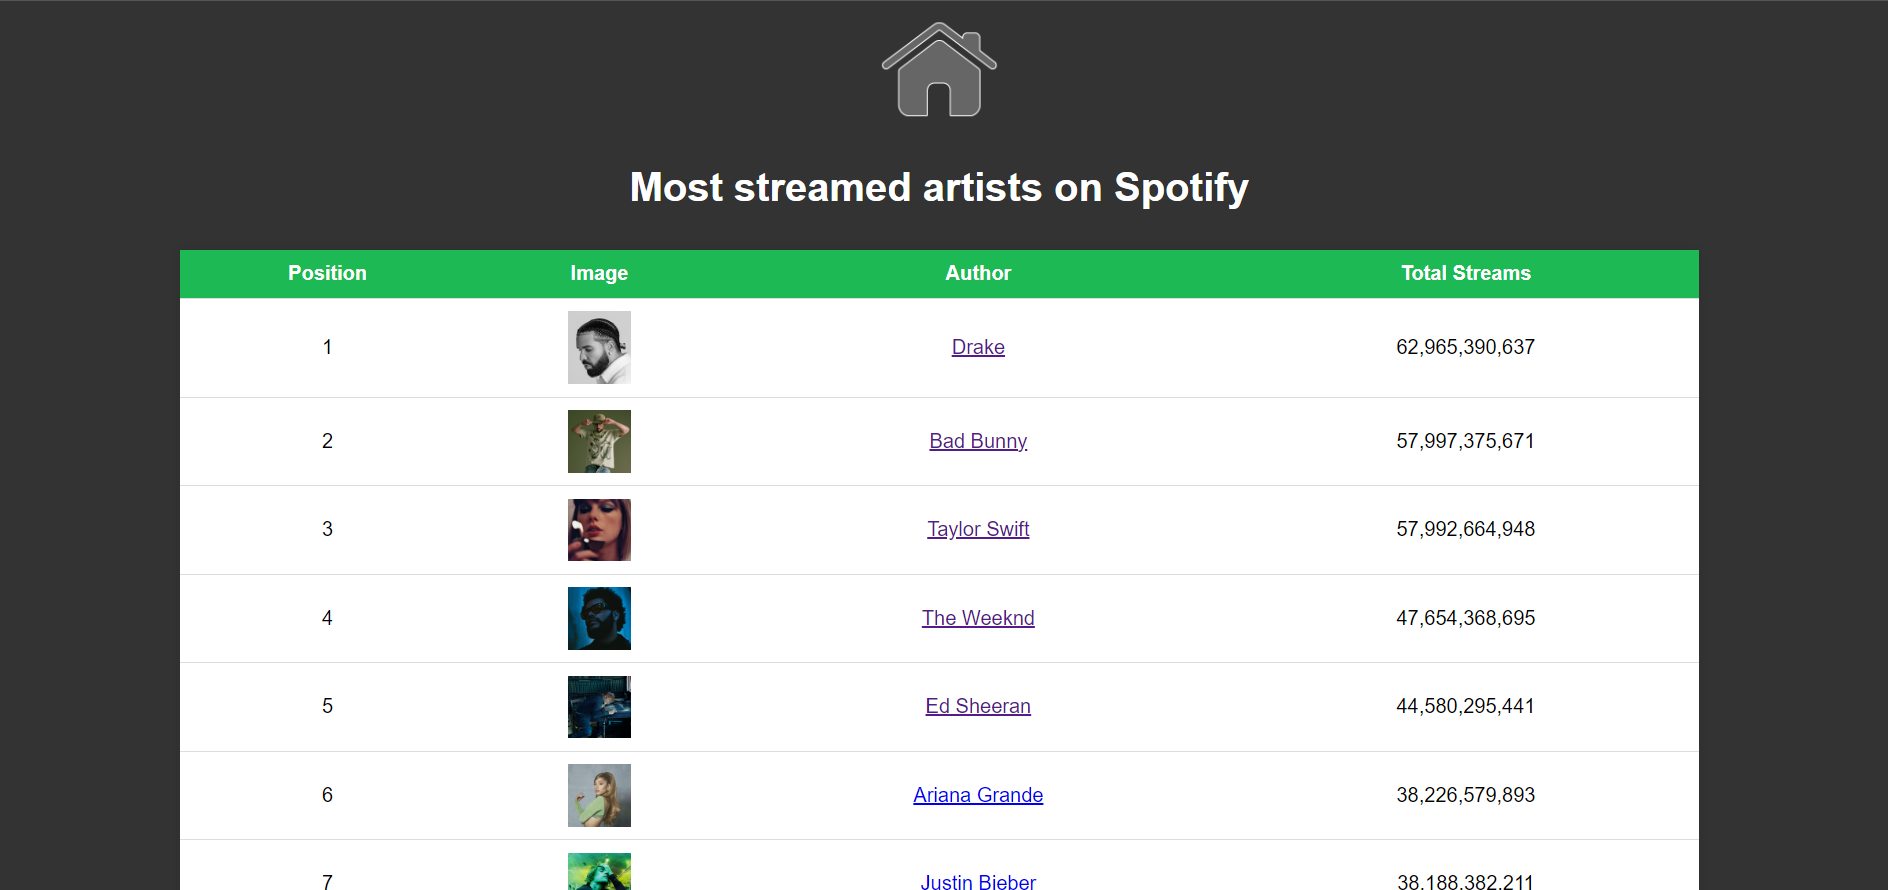 Most streamed artists on Spotify
Position Image Author Total Streams
1 Drake 62,965,390,637
2 Bad Bunny 57,997,375,671
3 Taylor Swift 57,992,664,948
4 The Weeknd 47,654,368,695
5 Ed Sheeran 44,580,295,441
6 Ariana Grande 38,226,579,893
7 Justin Bieber 38,188,382,211